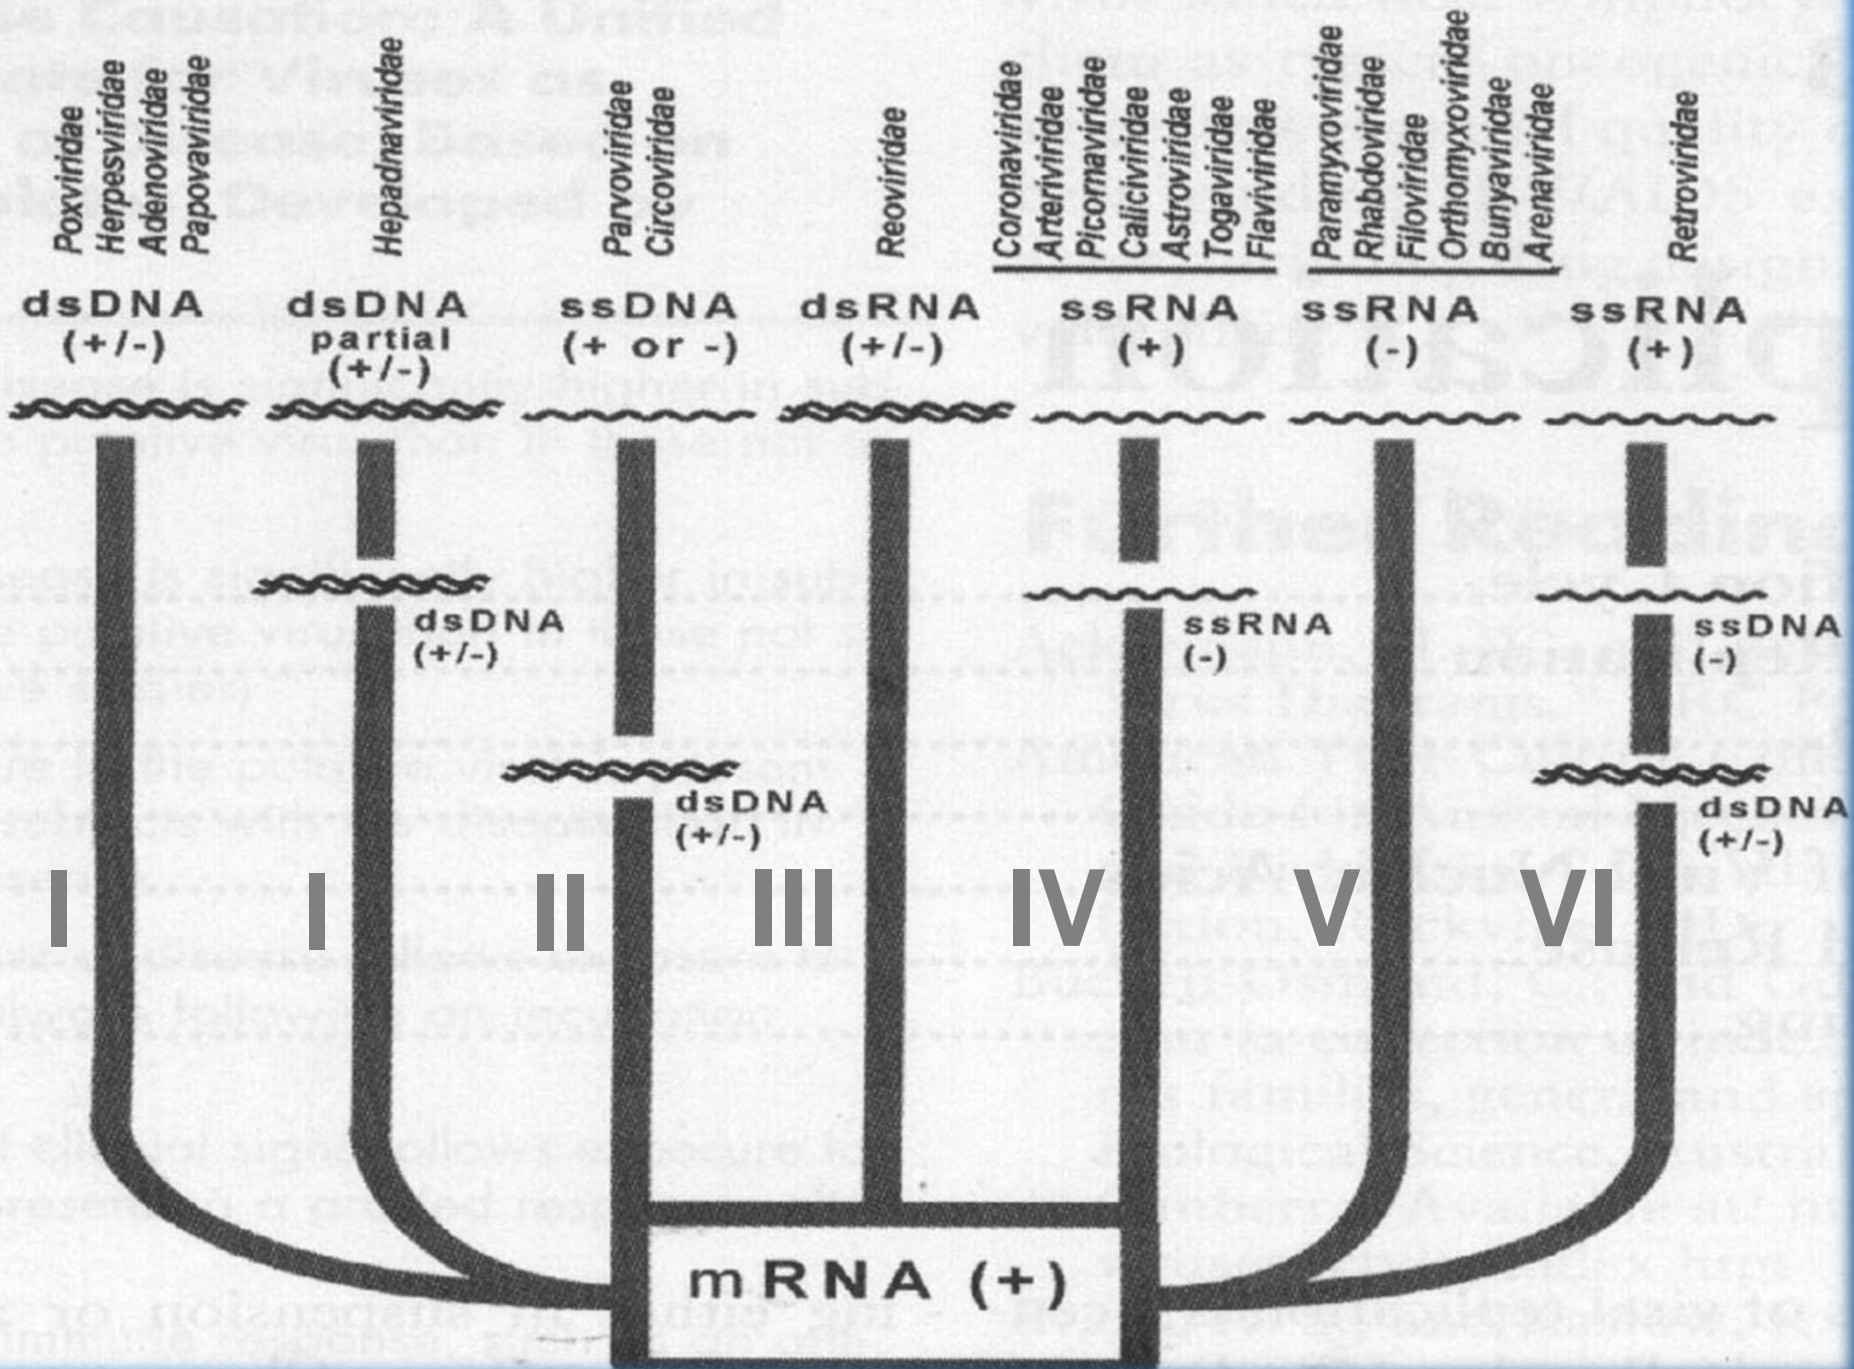 Poxviridae
Herpesviridae
Adenoviridae
Papovaviridae
Hepadnaviridae
Parvoviridae
Circoviridae
Reoviridae
Coronaviridae
Arteriviridae
Picornaviridae
Caliciviridae
Astroviridae
Togaviridae
Flaviviridae
Paramyxoviridae
Rhabdoviridae
Filoviridae
Orthomyxoviridae
Bunyaviridae
Arenaviridae
Retroviridae
dsDNA
(+/-)
dsDNA
partial
(+/-)
ssDNA
(+ or -)
dsRNA
(+/-)
ssRNA
(+)
ssRNA
(-)
ssRNA
(+)
dsDNA
(+/-)
ssRNA
(-)
ssDNA
(-)
dsDNA
(+/-)
dsDNA
(+/-)
I
I
II
III
IV
V
VI
mRNA (+)